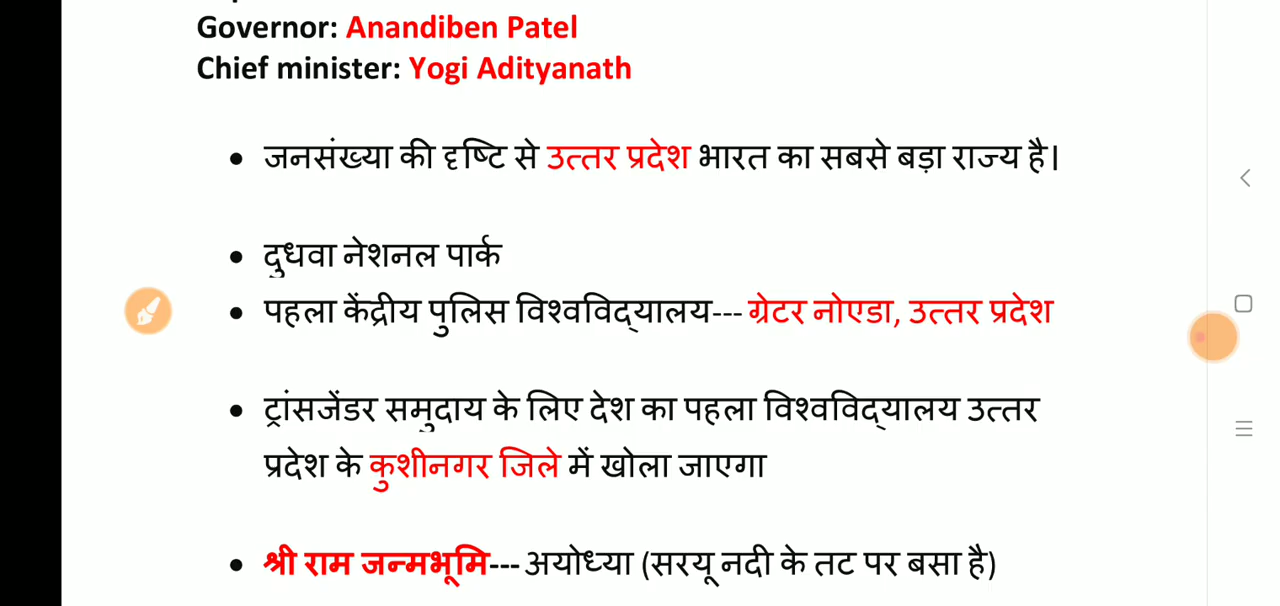 Governor: Anandiben Patel
Chief minister: Yogi Adityanath
जनसंख्या की दृष्टि से उत्तर प्रदेश भारत का सबसे बड़ा राज्य है।
दुधवा नेशनल पार्क
पहला केंद्रीय पुलिस विश्वविद्यालय--- ग्रेटर नोएडा, उत्तर प्रदेश
ट्रांसजेंडर समुदाय के लिए देश का पहला विश्वविद्यालय उत्तर
प्रदेश के कुशीनगर जिले में खोला जाएगा
श्री राम जन्मभूमि--- अयोध्या (सरयू नदी के तट पर बसा है)